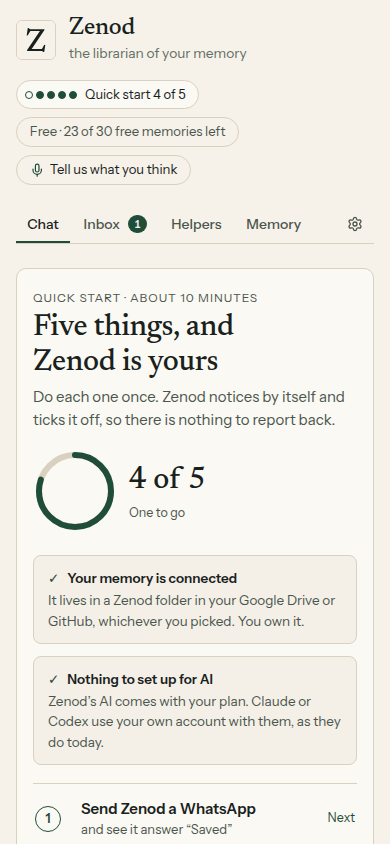 Z
Zenod
the librarian of your memory
Quick start 4 of 5
Free · 23 of 30 free memories left
Tell us what you think
Chat
Inbox 1
Helpers
Memory
QUICK START · ABOUT 10 MINUTES
Five things, and
Zenod is yours
Do each one once. Zenod notices by itself and
ticks it off, so there is nothing to report back.
4 of 5
One to go
✓ Your memory is connected
It lives in a Zenod folder in your Google Drive or
GitHub, whichever you picked. You own it.
✓ Nothing to set up for AI
Zenod’s AI comes with your plan. Claude or
Codex use your own account with them, as they
do today.
1 Send Zenod a WhatsApp
Next
and see it answer “Saved”